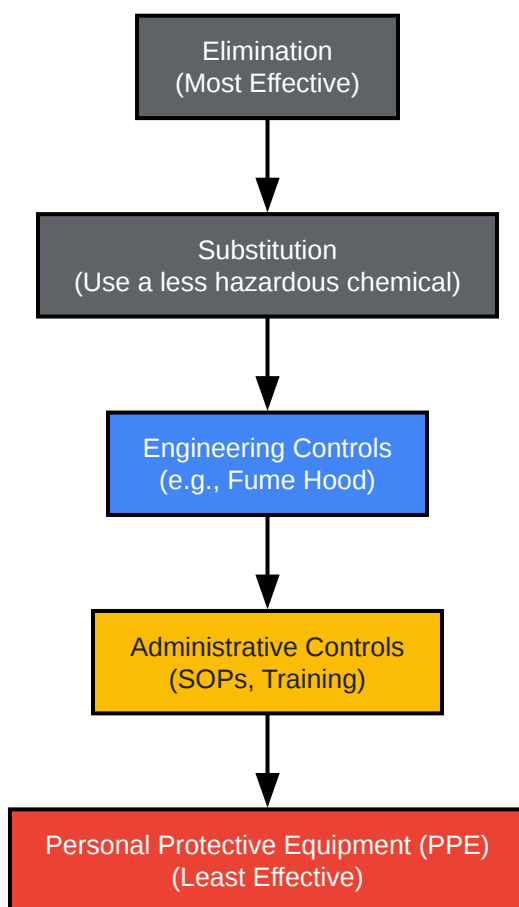 Elimination
(Most Effective)
Substitution
(Use a less hazardous chemical)
Engineering Controls
(e.g., Fume Hood)
Administrative Controls
(SOPs, Training)
Personal Protective Equipment (PPE)
(Least Effective)